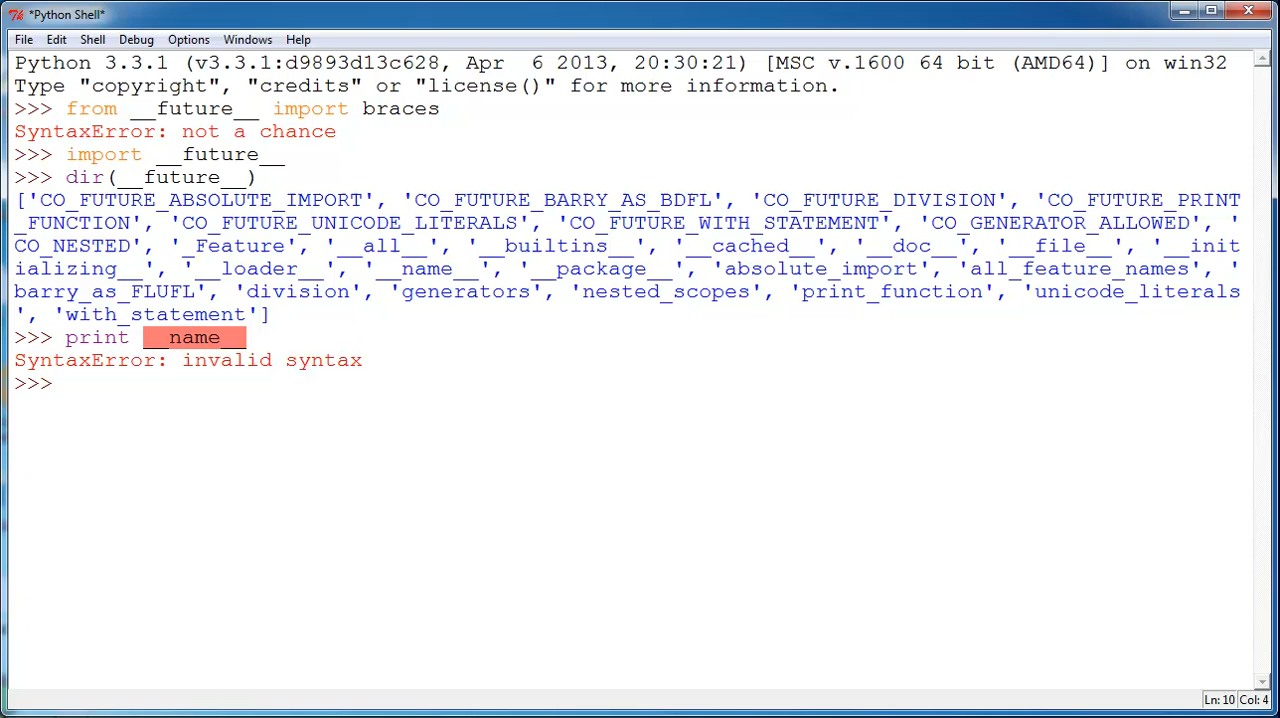 *Python Shell*
File Edit Shell Debug Options Windows Help
Python 3.3.1 (v3.3.1:d9893d13c628, Apr  6 2013, 20:30:21) [MSC v.1600 64 bit (AMD64)] on win32
Type "copyright", "credits" or "license()" for more information.
>>> from __future__ import braces
SyntaxError: not a chance
>>> import __future__
>>> dir(__future__)
['CO_FUTURE_ABSOLUTE_IMPORT', 'CO_FUTURE_BARRY_AS_BDFL', 'CO_FUTURE_DIVISION', 'CO_FUTURE_PRINT
_FUNCTION', 'CO_FUTURE_UNICODE_LITERALS', 'CO_FUTURE_WITH_STATEMENT', 'CO_GENERATOR_ALLOWED', '
CO_NESTED', '_Feature', '__all__', '__builtins__', '__cached__', '__doc__', '__file__', '__init
ializing__', '__loader__', '__name__', '__package__', 'absolute_import', 'all_feature_names', '
barry_as_FLUFL', 'division', 'generators', 'nested_scopes', 'print_function', 'unicode_literals
', 'with_statement']
>>> print __name__
SyntaxError: invalid syntax
>>>
Ln: 10 Col: 4